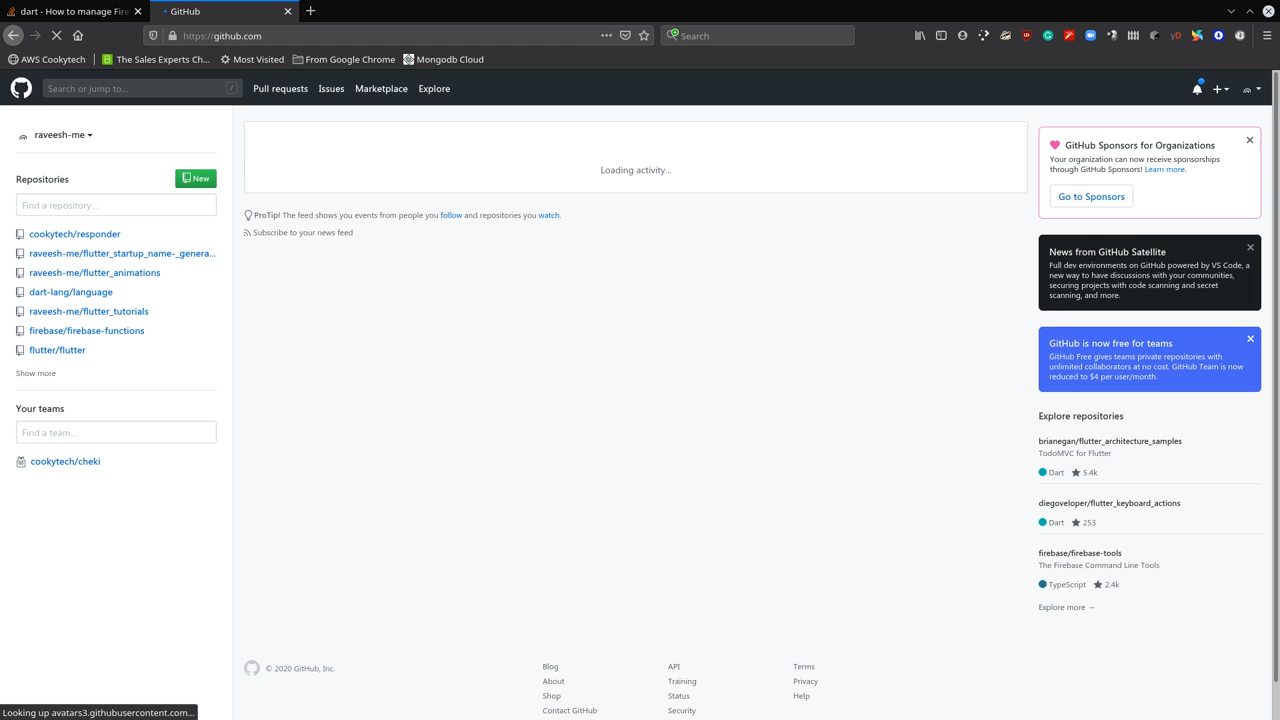 dart - How to manage Fire
GitHub
https://github.com
Search
AWS Cookytech
The Sales Experts Ch...
Most Visited
From Google Chrome
Mongodb Cloud
Search or jump to...
/
Pull requests
Issues
Marketplace
Explore
raveesh-me
Repositories
New
Find a repository...
cookytech/responder
raveesh-me/flutter_startup_name-_genera...
raveesh-me/flutter_animations
dart-lang/language
raveesh-me/flutter_tutorials
firebase/firebase-functions
flutter/flutter
Show more
Your teams
Find a team...
cookytech/cheki
Loading activity...
ProTip! The feed shows you events from people you follow and repositories you watch.
Subscribe to your news feed
GitHub Sponsors for Organizations
Your organization can now receive sponsorships
through GitHub Sponsors! Learn more.
Go to Sponsors
News from GitHub Satellite
Full dev environments on GitHub powered by VS Code, a
new way to have discussions with your communities,
securing projects with code scanning and secret
scanning, and more.
GitHub is now free for teams
GitHub Free gives teams private repositories with
unlimited collaborators at no cost. GitHub Team is now
reduced to $4 per user/month.
Explore repositories
brianegan/flutter_architecture_samples
TodoMVC for Flutter
Dart 5.4k
diegoveloper/flutter_keyboard_actions
Dart 253
firebase/firebase-tools
The Firebase Command Line Tools
TypeScript 2.4k
Explore more →
© 2020 GitHub, Inc.
Blog
About
Shop
Contact GitHub
API
Training
Status
Security
Terms
Privacy
Help
Looking up avatars3.githubusercontent.com...